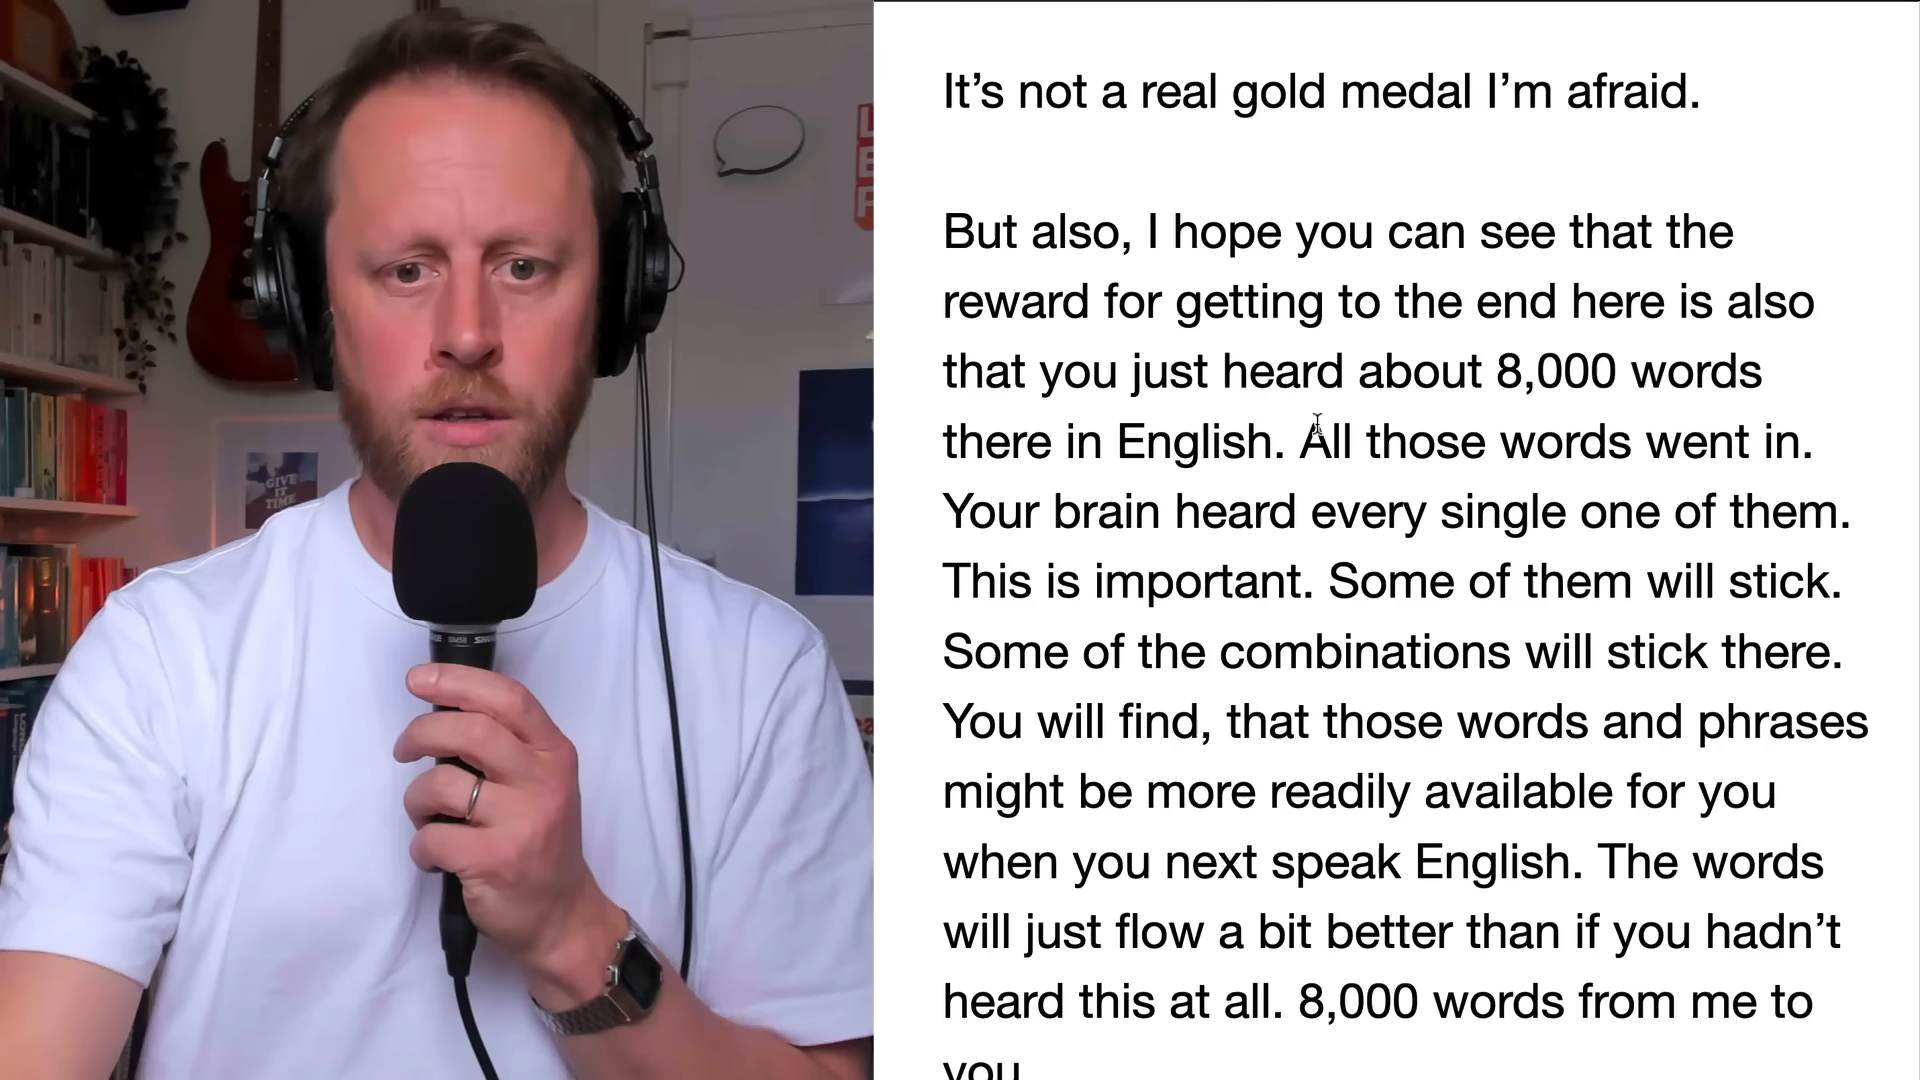 It’s not a real gold medal I’m afraid.
But also, I hope you can see that the
reward for getting to the end here is also
that you just heard about 8,000 words
there in English. All those words went in.
Your brain heard every single one of them.
This is important. Some of them will stick.
Some of the combinations will stick there.
You will find, that those words and phrases
might be more readily available for you
when you next speak English. The words
will just flow a bit better than if you hadn’t
heard this at all. 8,000 words from me to
you
GIVE
IT
TIME
SM58